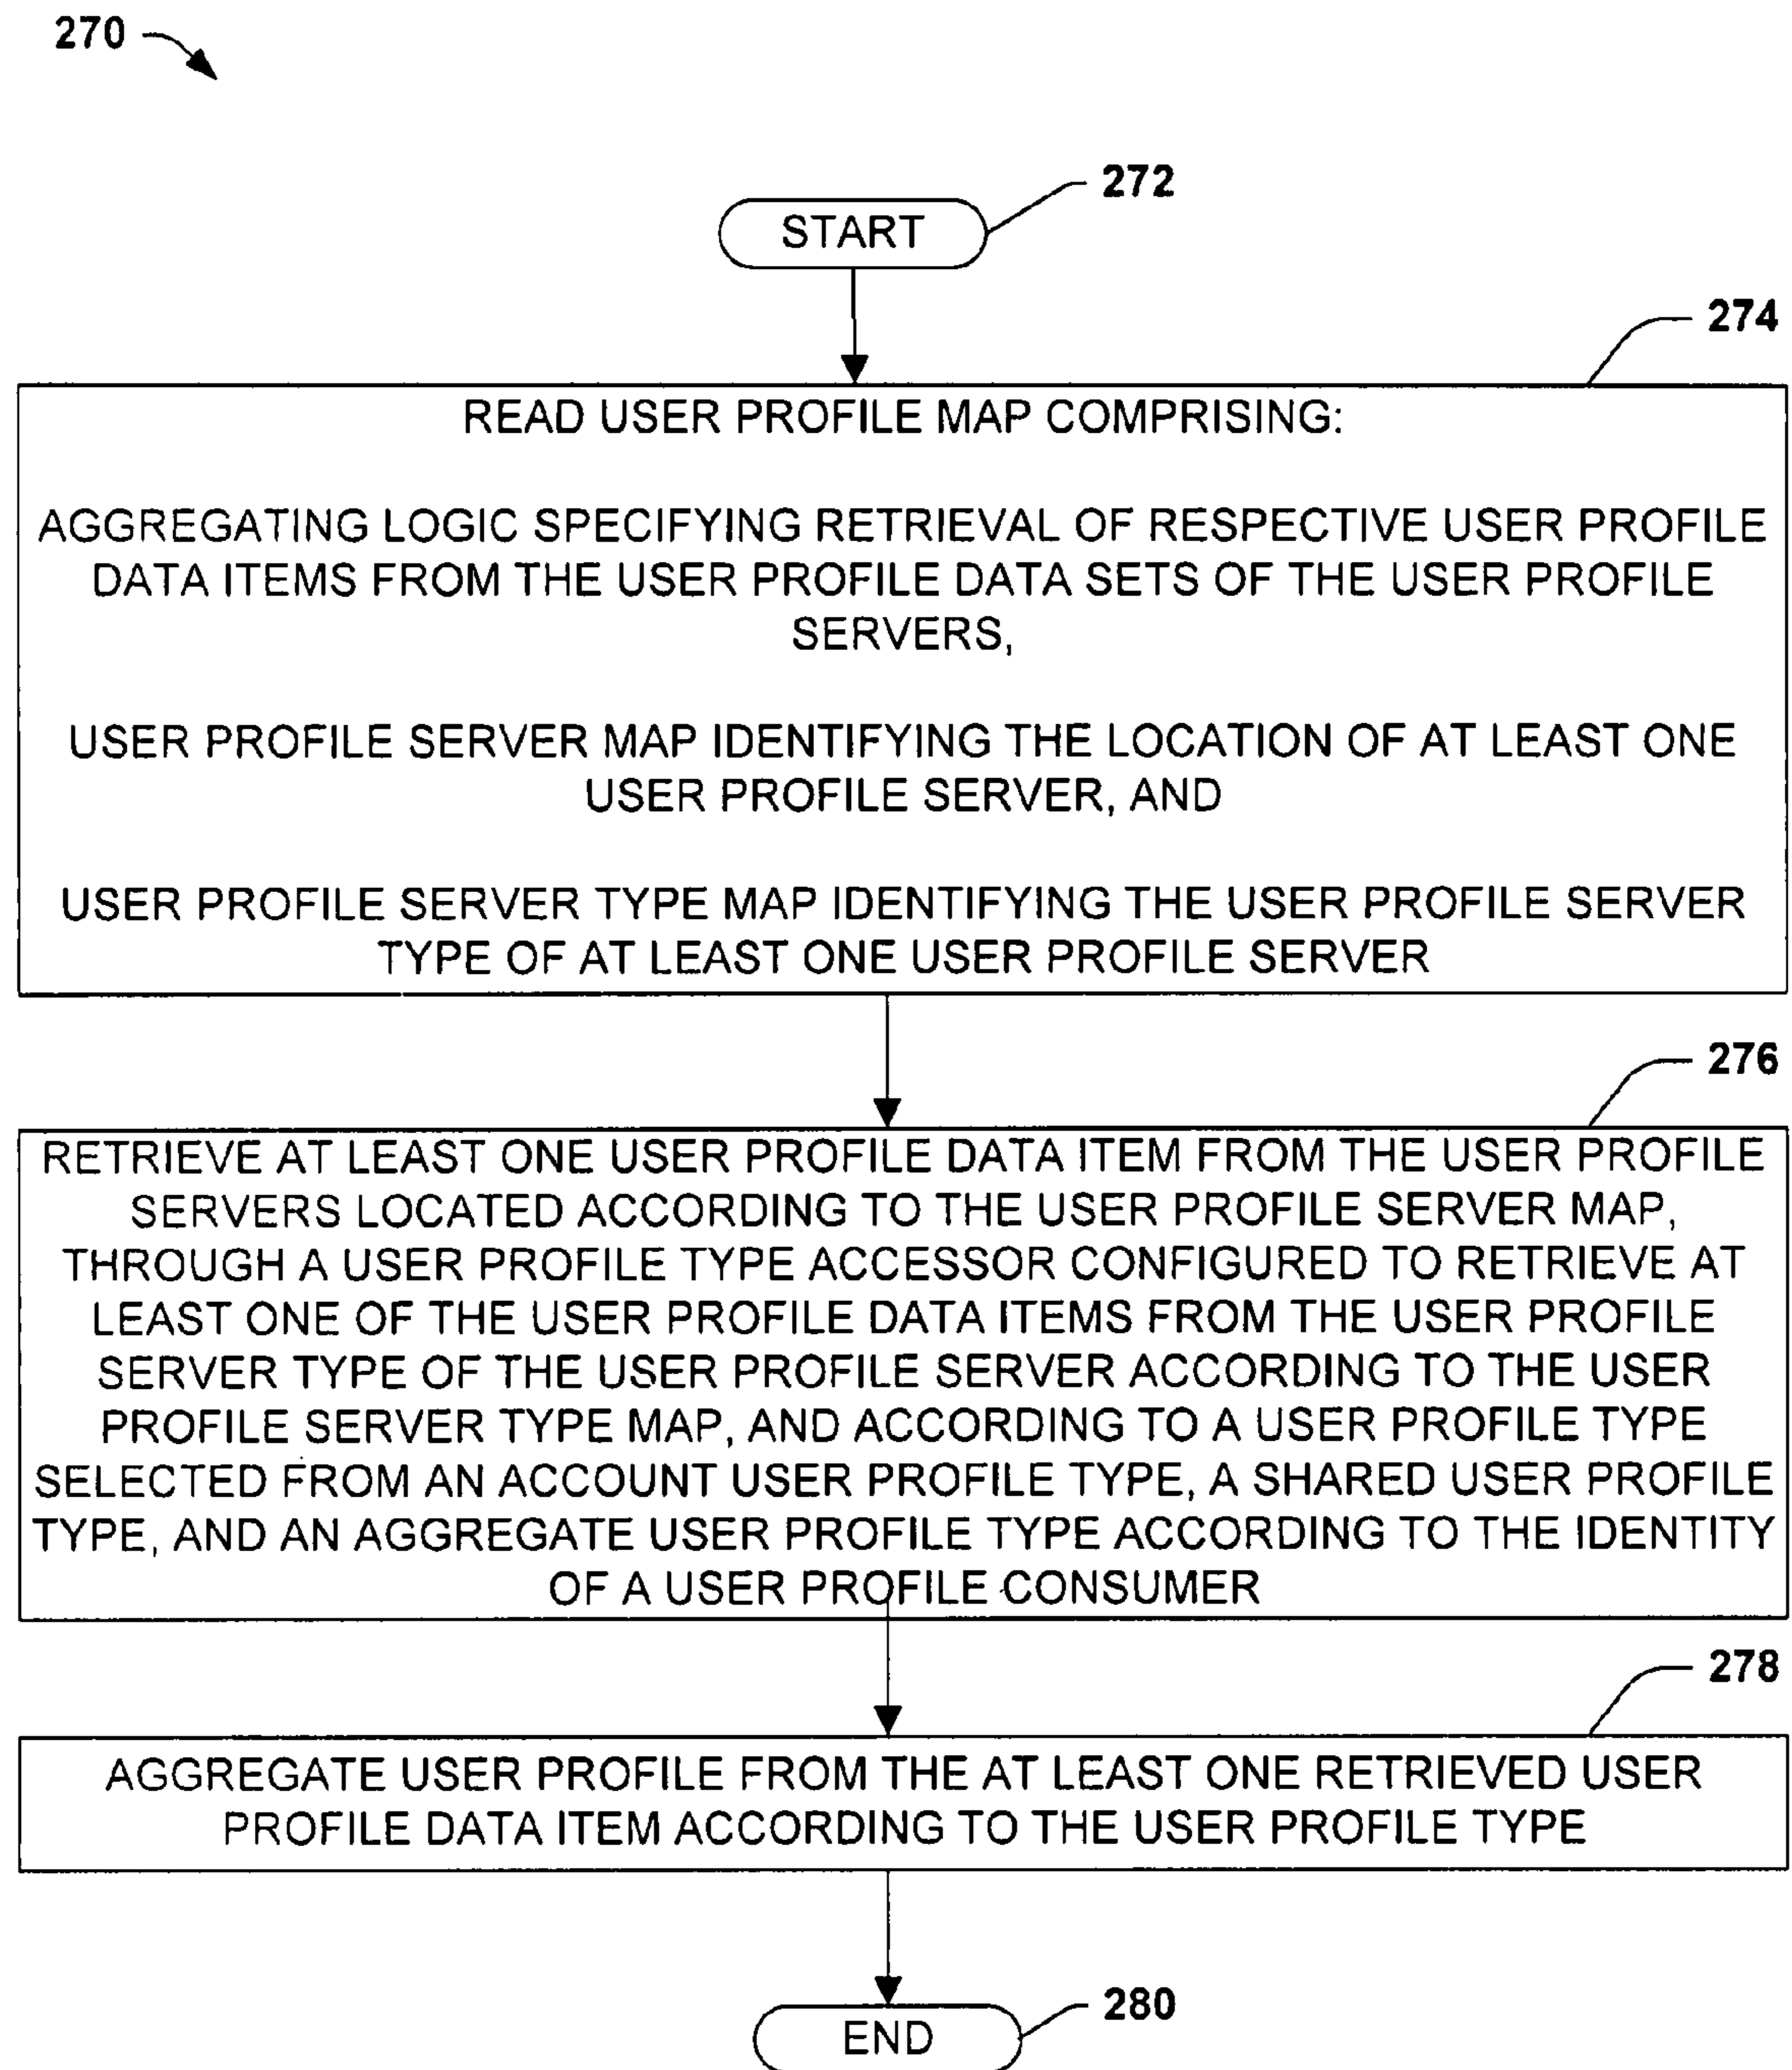 270
272
START
274
READ USER PROFILE MAP COMPRISING:
AGGREGATING LOGIC SPECIFYING RETRIEVAL OF RESPECTIVE USER PROFILE
DATA ITEMS FROM THE USER PROFILE DATA SETS OF THE USER PROFILE
SERVERS,
USER PROFILE SERVER MAP IDENTIFYING THE LOCATION OF AT LEAST ONE
USER PROFILE SERVER, AND
USER PROFILE SERVER TYPE MAP IDENTIFYING THE USER PROFILE SERVER
TYPE OF AT LEAST ONE USER PROFILE SERVER
276
RETRIEVE AT LEAST ONE USER PROFILE DATA ITEM FROM THE USER PROFILE
SERVERS LOCATED ACCORDING TO THE USER PROFILE SERVER MAP,
THROUGH A USER PROFILE TYPE ACCESSOR CONFIGURED TO RETRIEVE AT
LEAST ONE OF THE USER PROFILE DATA ITEMS FROM THE USER PROFILE
SERVER TYPE OF THE USER PROFILE SERVER ACCORDING TO THE USER
PROFILE SERVER TYPE MAP, AND ACCORDING TO A USER PROFILE TYPE
SELECTED FROM AN ACCOUNT USER PROFILE TYPE, A SHARED USER PROFILE
TYPE, AND AN AGGREGATE USER PROFILE TYPE ACCORDING TO THE IDENTITY
OF A USER PROFILE CONSUMER
278
AGGREGATE USER PROFILE FROM THE AT LEAST ONE RETRIEVED USER
PROFILE DATA ITEM ACCORDING TO THE USER PROFILE TYPE
280
END